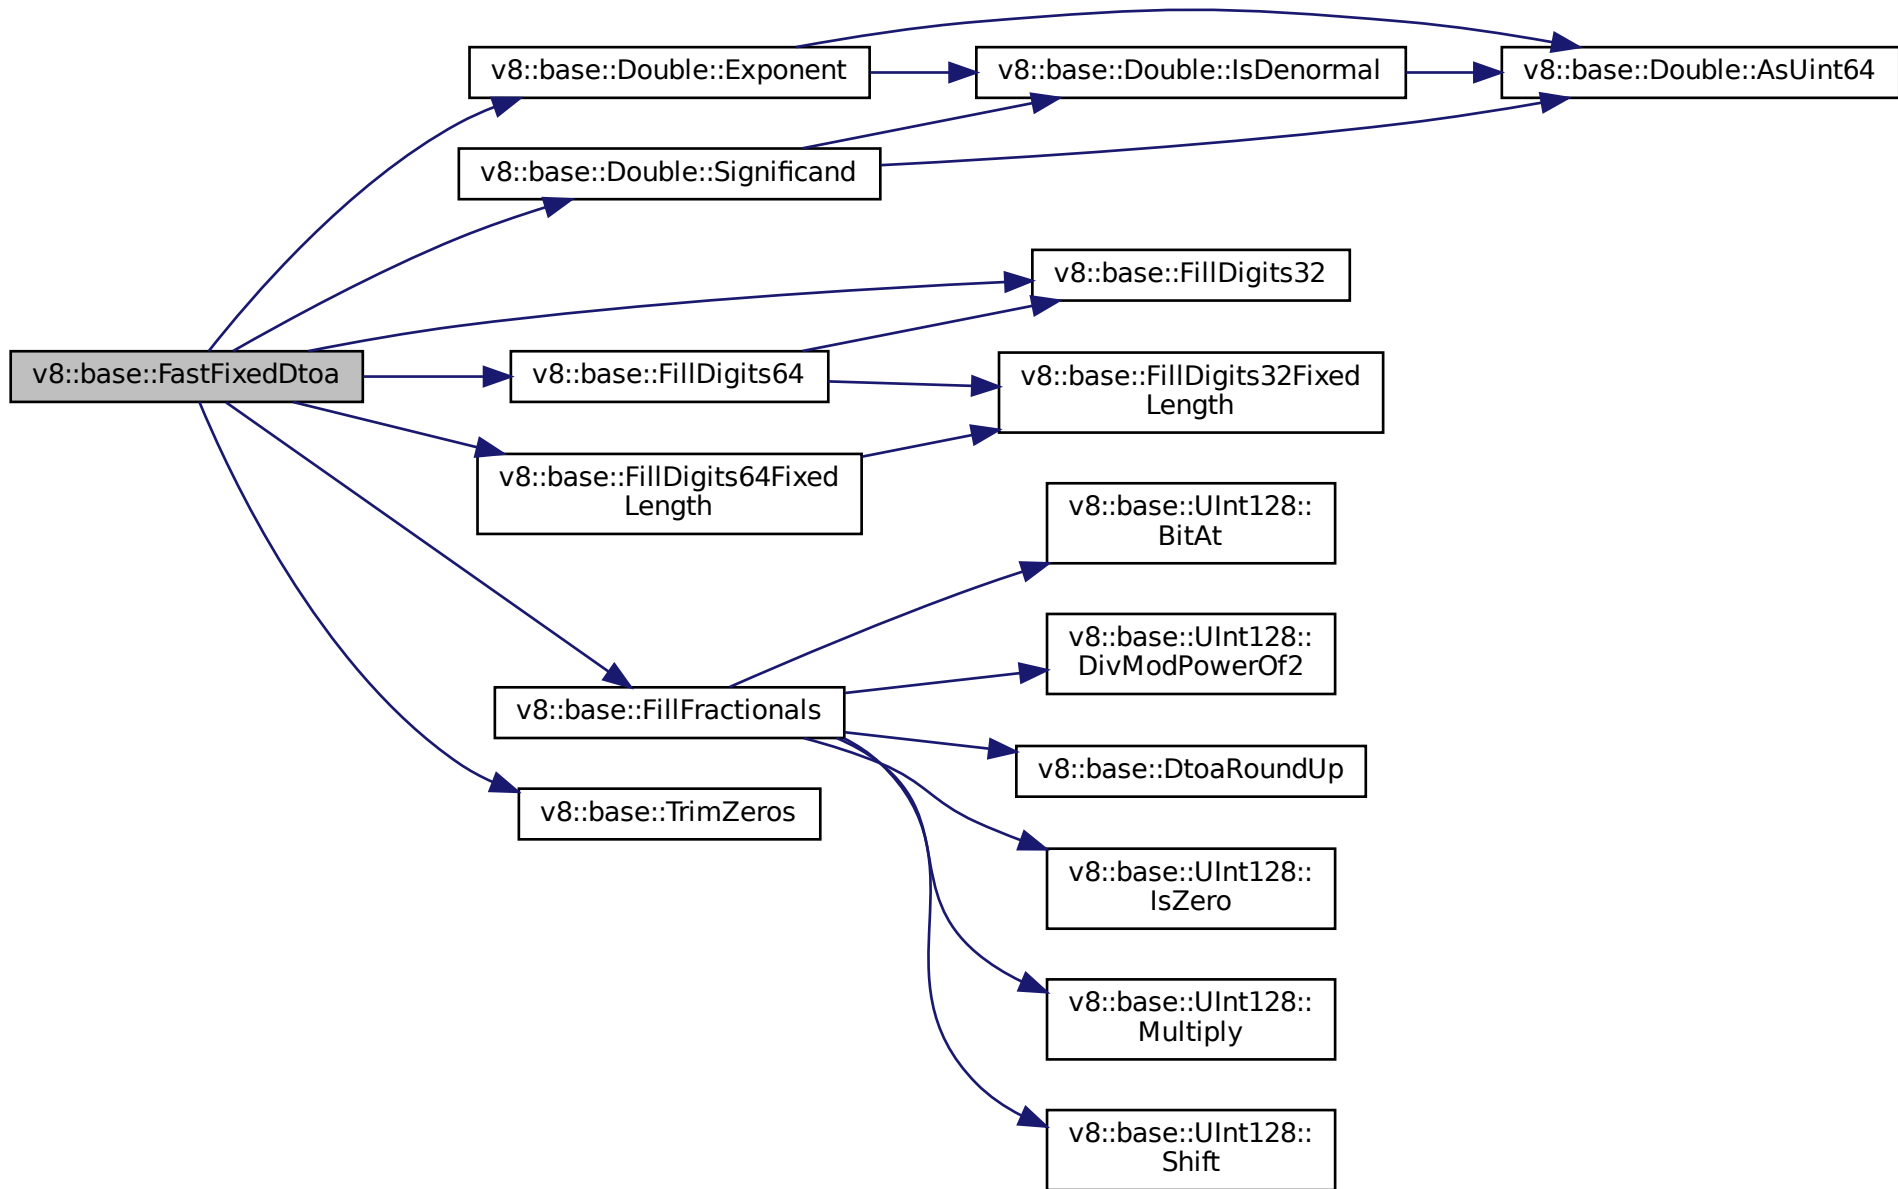 v8::base::Double::Exponent
v8::base::Double::IsDenormal
v8::base::Double::AsUint64
v8::base::Double::Significand
v8::base::FillDigits32
v8::base::FastFixedDtoa
v8::base::FillDigits64
v8::base::FillDigits32Fixed
Length
v8::base::FillDigits64Fixed
Length
v8::base::UInt128::
BitAt
v8::base::UInt128::
DivModPowerOf2
v8::base::FillFractionals
v8::base::DtoaRoundUp
v8::base::TrimZeros
v8::base::UInt128::
IsZero
v8::base::UInt128::
Multiply
v8::base::UInt128::
Shift